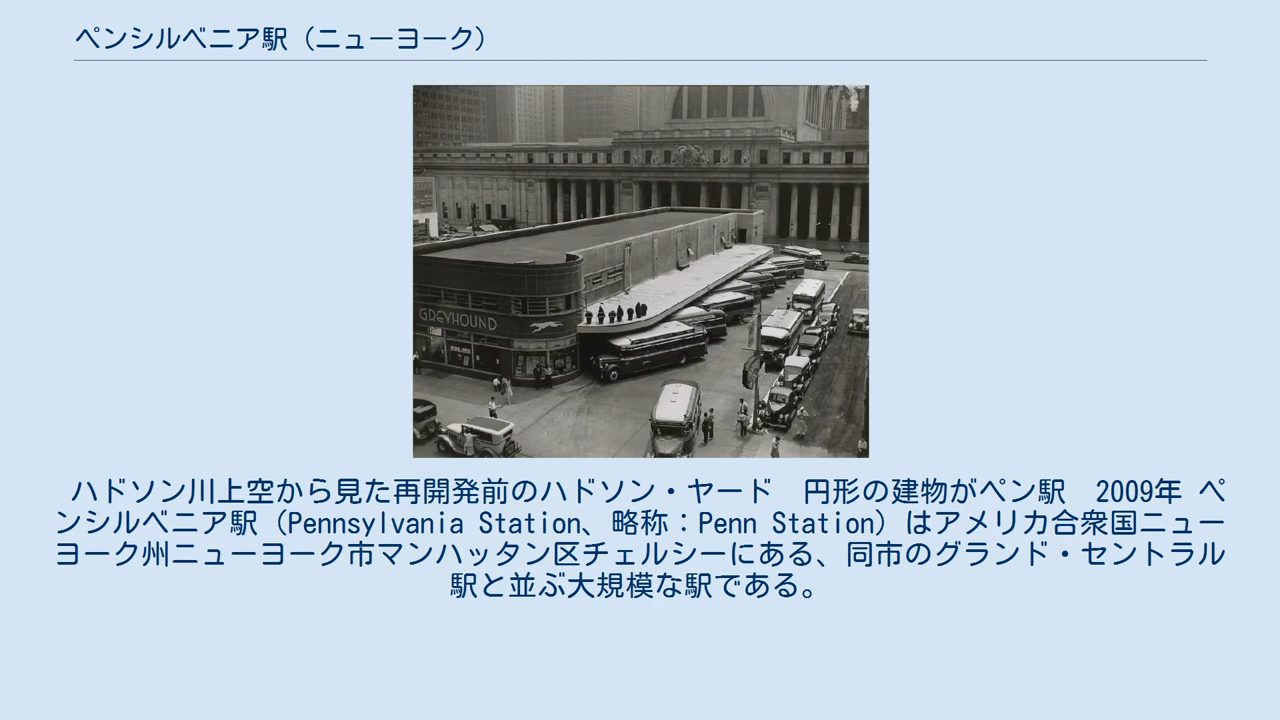 ペンシルベニア駅（ニューヨーク）
GREYHOUND
ハドソン川上空から見た再開発前のハドソン・ヤード　円形の建物がペン駅　2009年 ペ
ンシルベニア駅（Pennsylvania Station、略称：Penn Station）はアメリカ合衆国ニュー
ヨーク州ニューヨーク市マンハッタン区チェルシーにある、同市のグランド・セントラル
駅と並ぶ大規模な駅である。